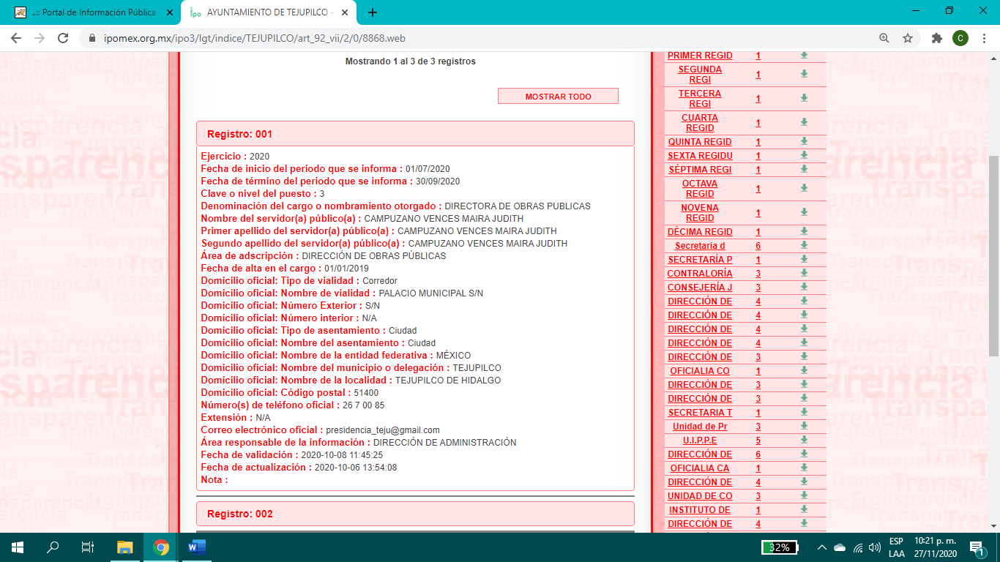 ..:: Portal de Información Pública
ipo
AYUNTAMIENTO DE TEJUPILCO -
ipomex.org.mx/ipo3/lgt/indice/TEJUPILCO/art_92_vii/2/0/8868.web
C
Mostrando 1 al 3 de 3 registros
MOSTRAR TODO
Registro: 001
Ejercicio : 2020
Fecha de inicio del periodo que se informa : 01/07/2020
Fecha de término del periodo que se informa : 30/09/2020
Clave o nivel del puesto : 3
Denominación del cargo o nombramiento otorgado : DIRECTORA DE OBRAS PUBLICAS
Nombre del servidor(a) público(a) : CAMPUZANO VENCES MAIRA JUDITH
Primer apellido del servidor(a) público(a) : CAMPUZANO VENCES MAIRA JUDITH
Segundo apellido del servidor(a) público(a) : CAMPUZANO VENCES MAIRA JUDITH
Área de adscripción : DIRECCIÓN DE OBRAS PÚBLICAS
Fecha de alta en el cargo : 01/01/2019
Domicilio oficial: Tipo de vialidad : Corredor
Domicilio oficial: Nombre de vialidad : PALACIO MUNICIPAL S/N
Domicilio oficial: Número Exterior : S/N
Domicilio oficial: Número interior : N/A
Domicilio oficial: Tipo de asentamiento : Ciudad
Domicilio oficial: Nombre del asentamiento : Ciudad
Domicilio oficial: Nombre de la entidad federativa : MÉXICO
Domicilio oficial: Nombre del municipio o delegación : TEJUPILCO
Domicilio oficial: Nombre de la localidad : TEJUPILCO DE HIDALGO
Domicilio oficial: Código postal : 51400
Número(s) de teléfono oficial : 26 7 00 85
Extensión : N/A
Correo electrónico oficial : presidencia_teju@gmail.com
Área responsable de la información : DIRECCIÓN DE ADMINISTRACIÓN
Fecha de validación : 2020-10-08 11:45:25
Fecha de actualización : 2020-10-06 13:54:08
Nota :
Registro: 002
PRIMER REGID 1
SEGUNDA
REGI 1
TERCERA
REGI 1
CUARTA
REGID 1
QUINTA REGID 1
SEXTA REGIDU 1
SÉPTIMA REGI 1
OCTAVA
REGID 1
NOVENA
REGID 1
DÉCIMA REGID 1
Secretaria d 6
SECRETARÍA P 1
CONTRALORÍA 3
CONSEJERÍA J 3
DIRECCIÓN DE 4
DIRECCIÓN DE 4
DIRECCIÓN DE 4
DIRECCIÓN DE 4
DIRECCIÓN DE 3
OFICIALIA CO 1
DIRECCIÓN DE 3
DIRECCIÓN DE 3
SECRETARIA T 1
Unidad de Pr 3
U.I.P.P.E 5
DIRECCIÓN DE 6
OFICIALIA CA 1
DIRECCIÓN DE 4
UNIDAD DE CO 3
INSTITUTO DE 1
DIRECCIÓN DE 4
32%
ESP
LAA
10:21 p. m.
27/11/2020
1